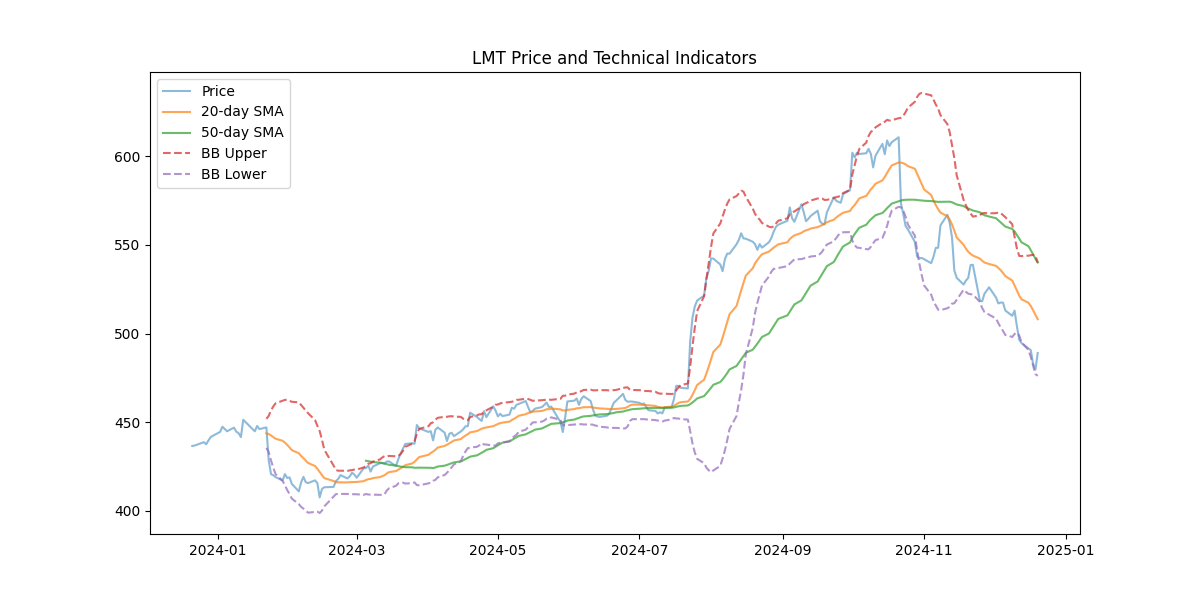 LMT Price and Technical Indicators
Price
20-day SMA
50-day SMA
BB Upper
BB Lower
600
550
500
450
400
2024-01
2024-03
2024-05
2024-07
2024-09
2024-11
2025-01